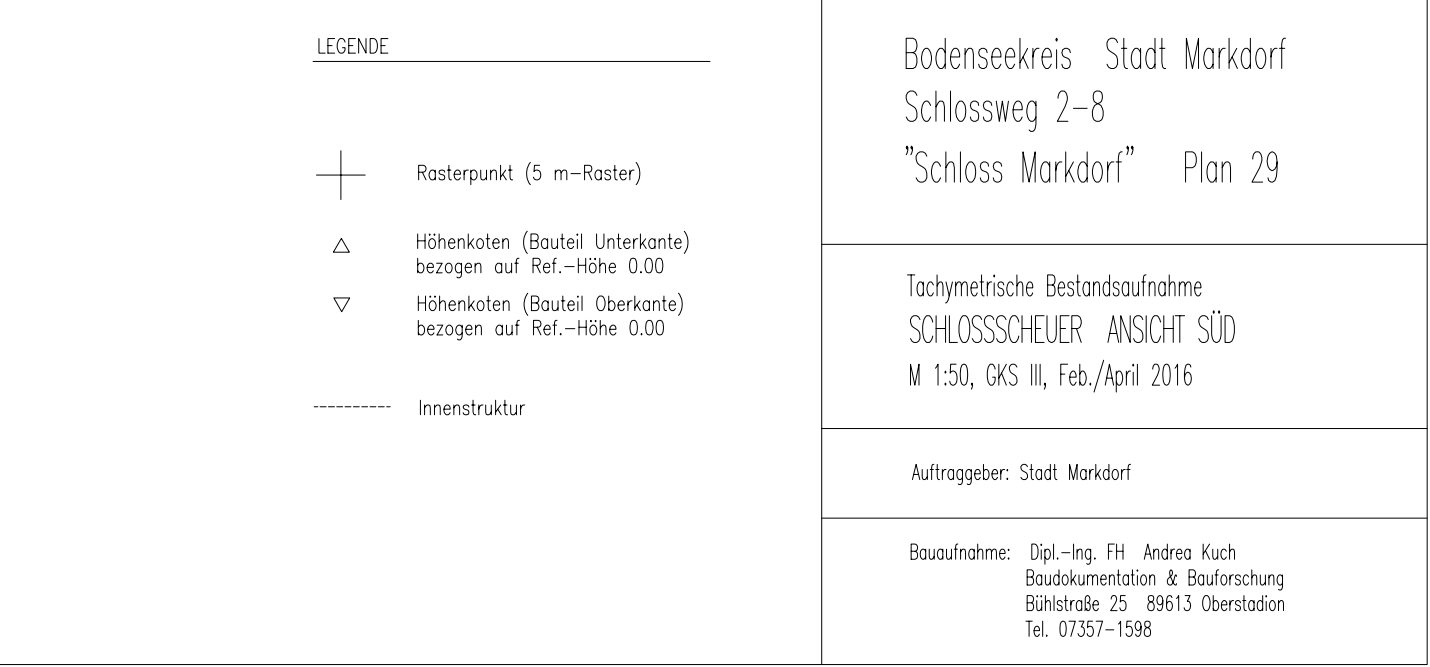 LEGENDE
Rasterpunkt (5 m-Raster)
Höhenkoten (Bauteil Unterkante)
bezogen auf Ref.-Höhe 0.00
Höhenkoten (Bauteil Oberkante)
bezogen auf Ref.-Höhe 0.00
Innenstruktur
Bodenseekreis Stadt Markdorf
Schlossweg 2-8
"Schloss Markdorf" Plan 29
Tachymetrische Bestandsaufnahme
SCHLOSSSCHEUER ANSICHT SÜD
M 1:50, GKS III, Feb./April 2016
Auftraggeber: Stadt Markdorf
Bauaufnahme: Dipl.-Ing. FH Andrea Kuch
Baudokumentation & Bauforschung
Bühlstraße 25 89613 Oberstadion
Tel. 07357-1598